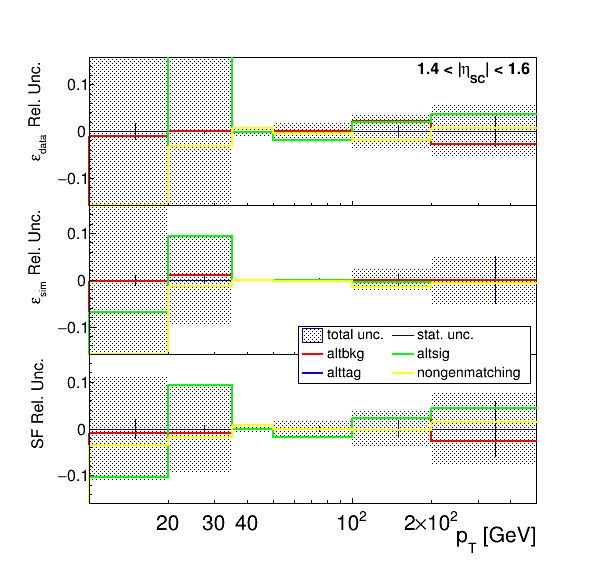 1.4 < |η_SC| < 1.6
ε_data Rel. Unc.
0.1
0
−0.1
ε_sim Rel. Unc.
0.1
0
−0.1
total unc. stat. unc.
altbkg altsig
alttag nongenmatching
SF Rel. Unc.
0.1
0
−0.1
20 30 40 10² 2×10²
p_T [GeV]